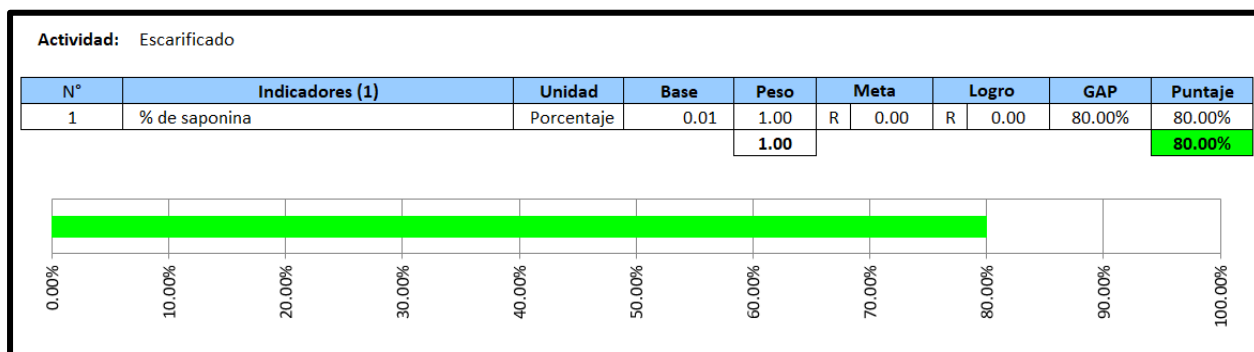 Actividad: Escarificado
N° Indicadores (1) Unidad Base Peso Meta Logro GAP Puntaje
1 % de saponina Porcentaje 0.01 1.00 R 0.00 R 0.00 80.00% 80.00%
1.00 80.00%
0.00% 10.00% 20.00% 30.00% 40.00% 50.00% 60.00% 70.00% 80.00% 90.00% 100.00%